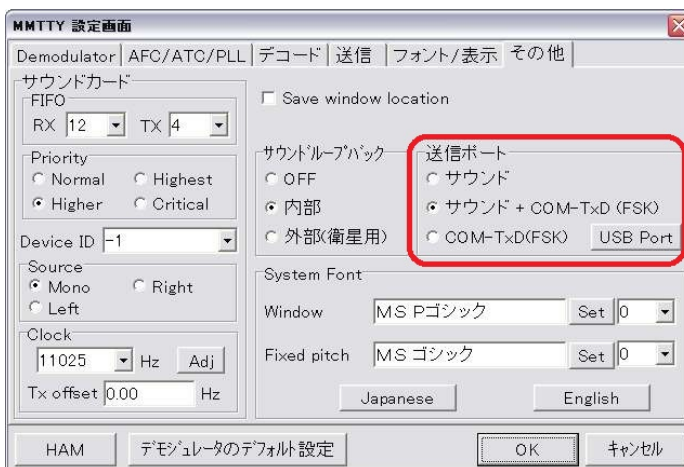 MMTTY 設定画面
Demodulator AFC/ATC/PLL デコード 送信 フォント/表示 その他
サウンドカード
FIFO
RX 12 TX 4
Priority
Normal Highest
Higher Critical
Device ID -1
Source
Mono Right
Left
Clock
11025 Hz Adj
Tx offset 0.00 Hz
Save window location
サウンドループバック
OFF
内部
外部(衛星用)
送信ポート
サウンド
サウンド + COM-TxD (FSK)
COM-TxD(FSK) USB Port
System Font
Window MS Pゴシック Set 0
Fixed pitch MS ゴシック Set 0
Japanese English
HAM デモジュレータのデフォルト設定 OK キャンセル